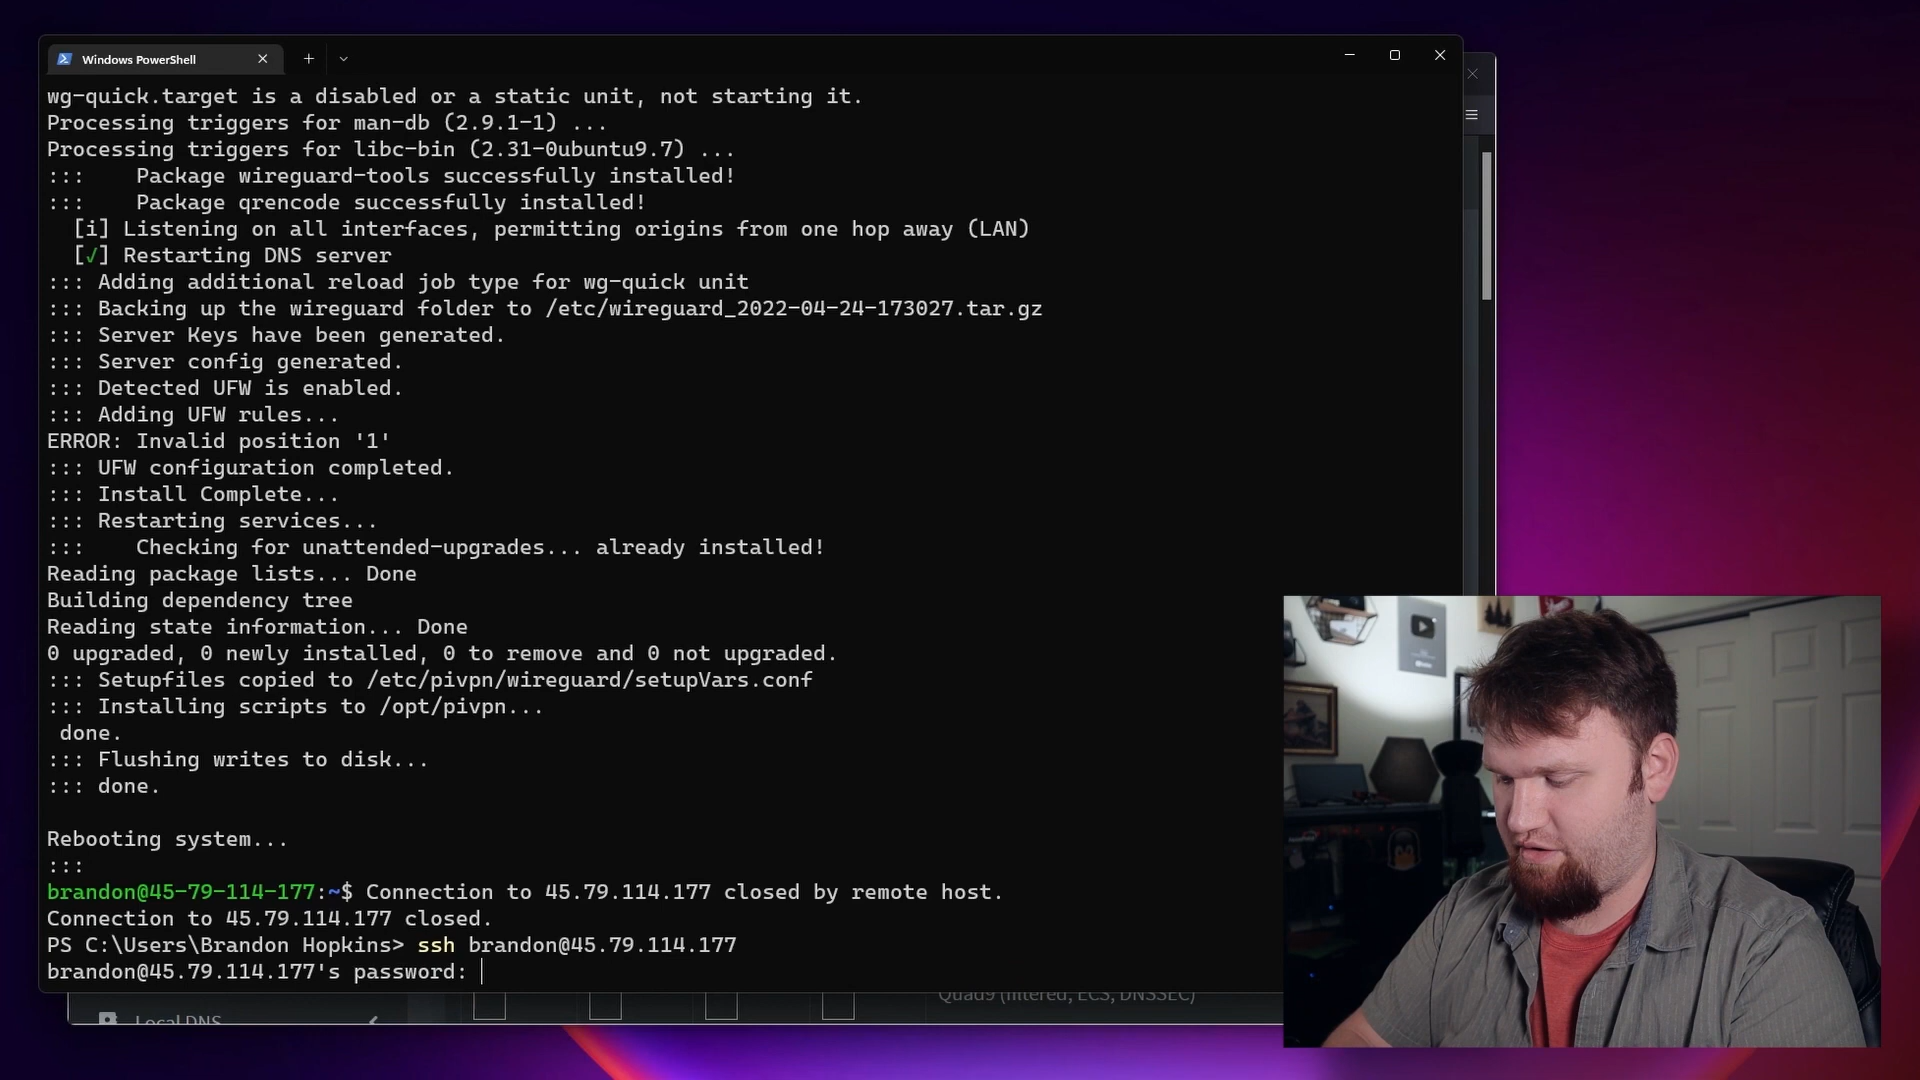 Windows PowerShell
wg-quick.target is a disabled or a static unit, not starting it.
Processing triggers for man-db (2.9.1-1) ...
Processing triggers for libc-bin (2.31-0ubuntu9.7) ...
:::    Package wireguard-tools successfully installed!
:::    Package qrencode successfully installed!
[i] Listening on all interfaces, permitting origins from one hop away (LAN)
[✓] Restarting DNS server
::: Adding additional reload job type for wg-quick unit
::: Backing up the wireguard folder to /etc/wireguard_2022-04-24-173027.tar.gz
::: Server Keys have been generated.
::: Server config generated.
::: Detected UFW is enabled.
::: Adding UFW rules...
ERROR: Invalid position '1'
::: UFW configuration completed.
::: Install Complete...
::: Restarting services...
:::    Checking for unattended-upgrades... already installed!
Reading package lists... Done
Building dependency tree
Reading state information... Done
0 upgraded, 0 newly installed, 0 to remove and 0 not upgraded.
::: Setupfiles copied to /etc/pivpn/wireguard/setupVars.conf
::: Installing scripts to /opt/pivpn...
done.
::: Flushing writes to disk...
::: done.
Rebooting system...
:::
brandon@45-79-114-177:~$ Connection to 45.79.114.177 closed by remote host.
Connection to 45.79.114.177 closed.
PS C:\Users\Brandon Hopkins> ssh brandon@45.79.114.177
brandon@45.79.114.177's password:
Quad9 (filtered, ECS, DNSSEC)
Local DNS